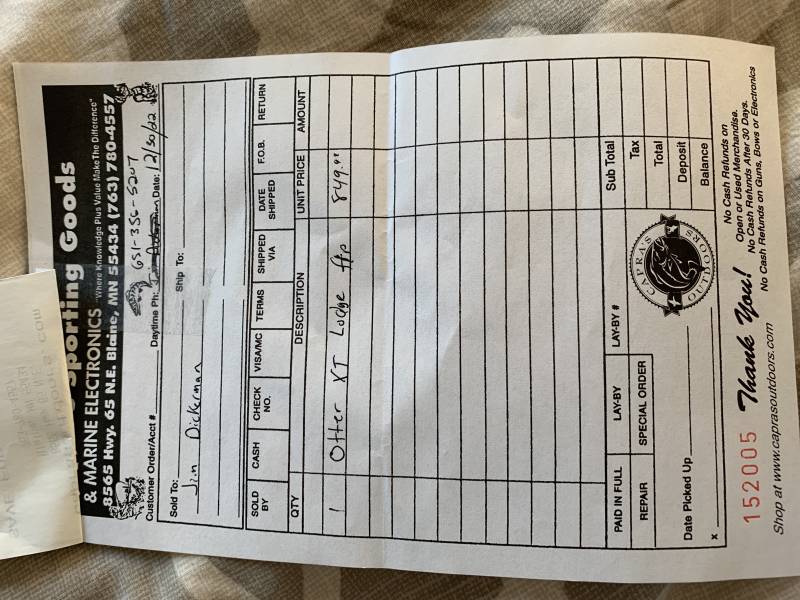 Sporting Goods
& MARINE ELECTRONICS "Where Knowledge Plus Value Make The Difference"
8565 Hwy. 65 N.E. Blaine, MN 55434 (763) 780-4557
651-336-5207
Customer Order/Acct # Daytime Ph: Date: 12/30/22
Sold To: Ship To:
Jim Dickerman
SOLD BY CASH CHECK NO. VISA/MC TERMS SHIPPED VIA DATE SHIPPED F.O.B. RETURN
QTY DESCRIPTION UNIT PRICE AMOUNT
1 Otter XT Lodge 849.00
PAID IN FULL LAY-BY LAY-BY # Sub Total
REPAIR SPECIAL ORDER Tax
Total
Date Picked Up Deposit
x Balance
CAPRA'S OUTDOORS
152005 Thank You!
No Cash Refunds on
Open or Used Merchandise.
No Cash Refunds After 30 Days.
No Cash Refunds on Guns, Bows or Electronics
Shop at www.caprasoutdoors.com